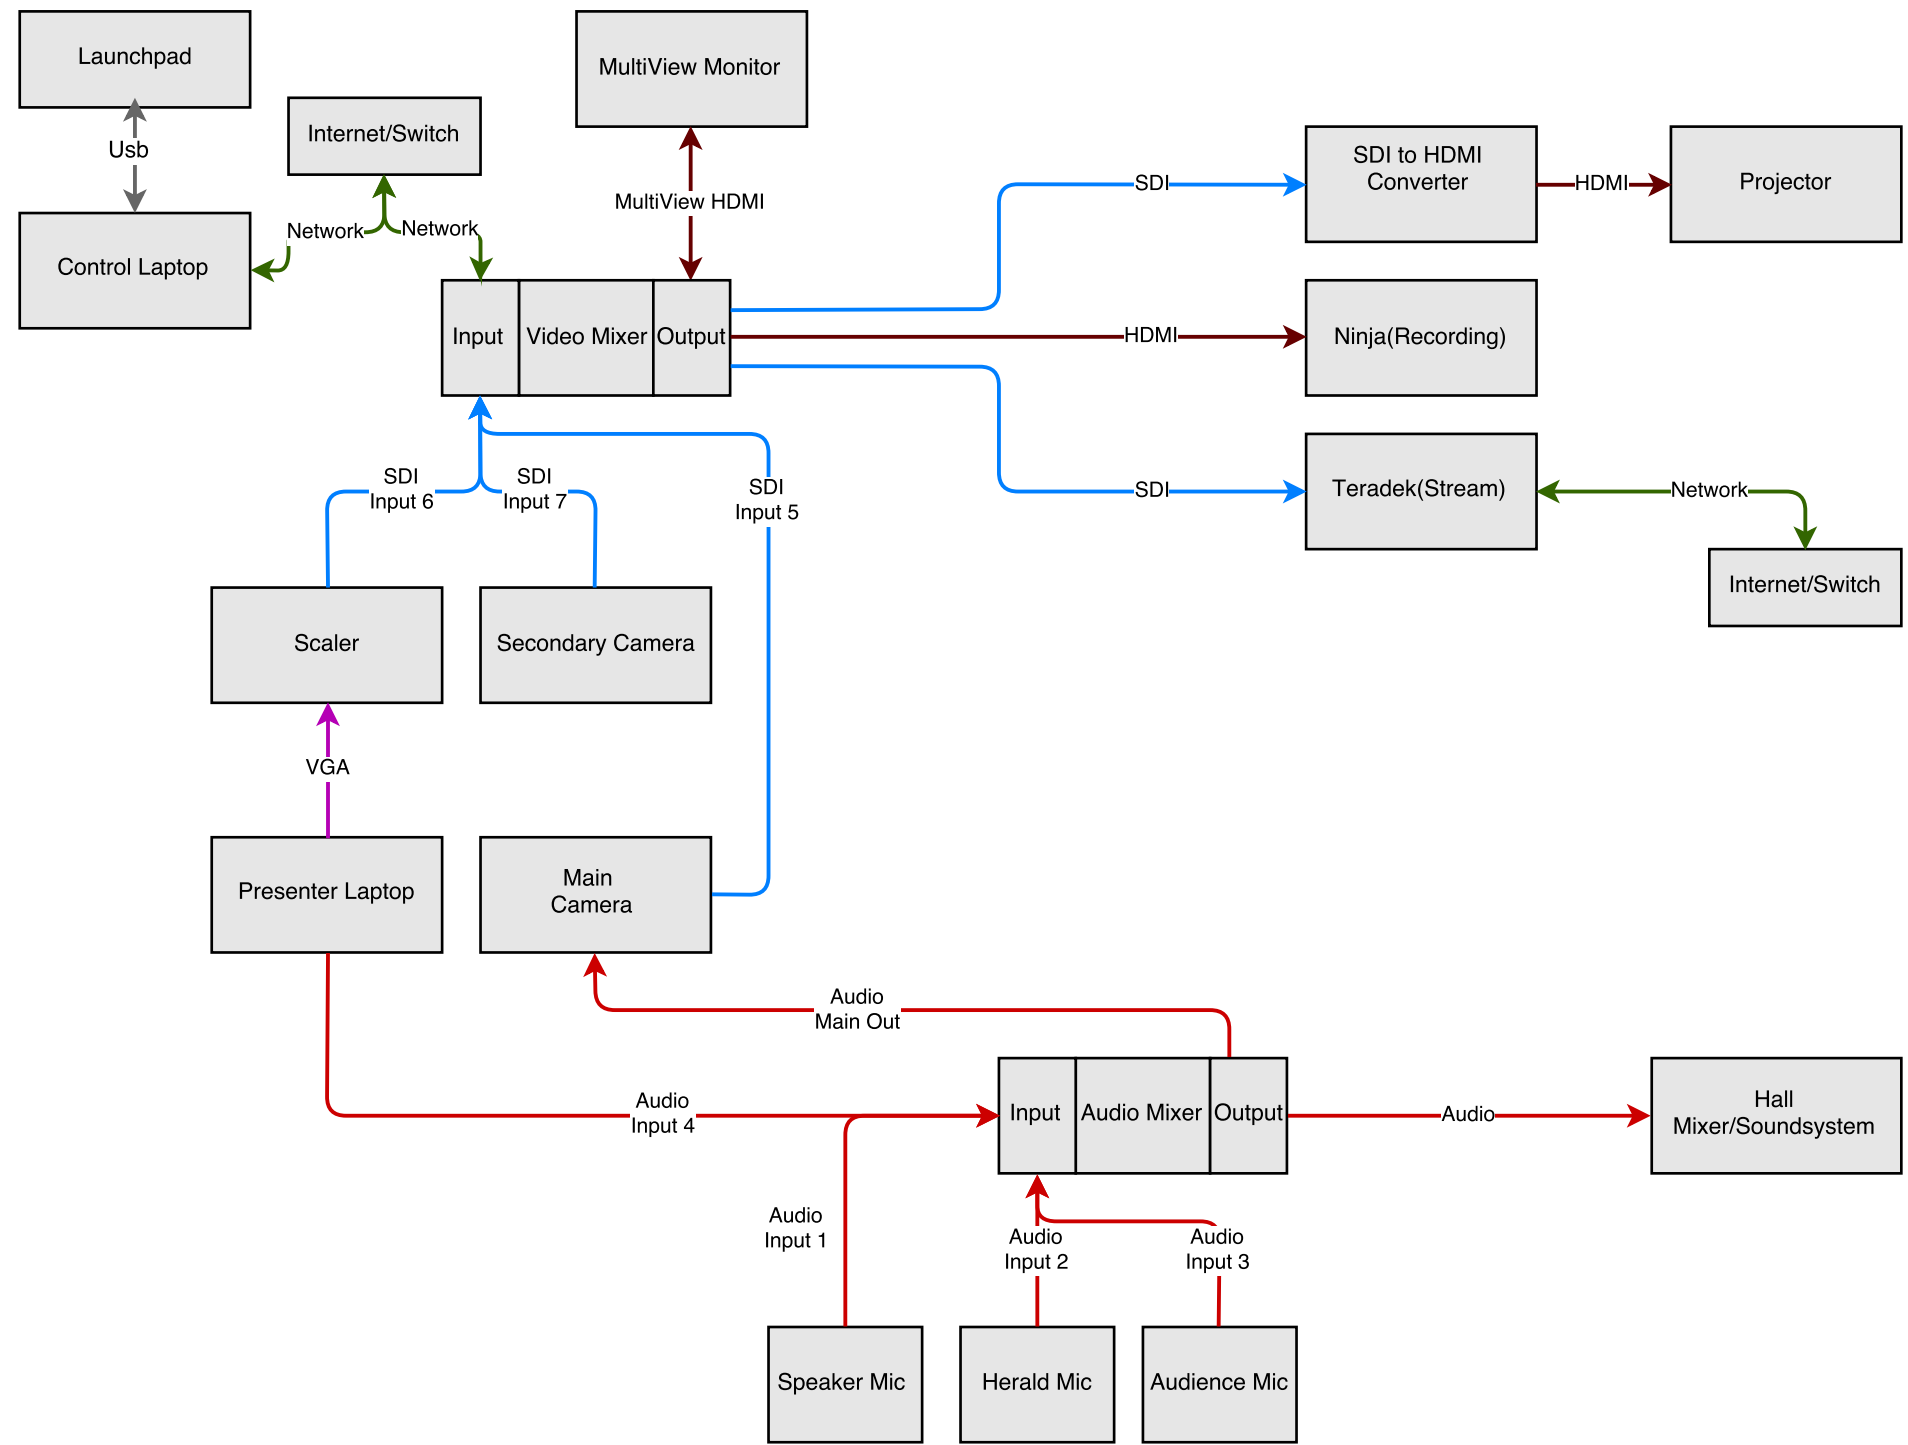 Launchpad
MultiView Monitor
Internet/Switch
Usb
SDI to HDMI
Converter
HDMI
Projector
SDI
MultiView HDMI
Network
Network
Control Laptop
Input
Video Mixer
Output
HDMI
Ninja(Recording)
SDI
Input 6
SDI
Input 7
SDI
Input 5
SDI
Teradek(Stream)
Network
Internet/Switch
Scaler
Secondary Camera
VGA
Presenter Laptop
Main
Camera
Audio
Main Out
Audio
Input 4
Input
Audio Mixer
Output
Audio
Hall
Mixer/Soundsystem
Audio
Input 1
Audio
Input 2
Audio
Input 3
Speaker Mic
Herald Mic
Audience Mic